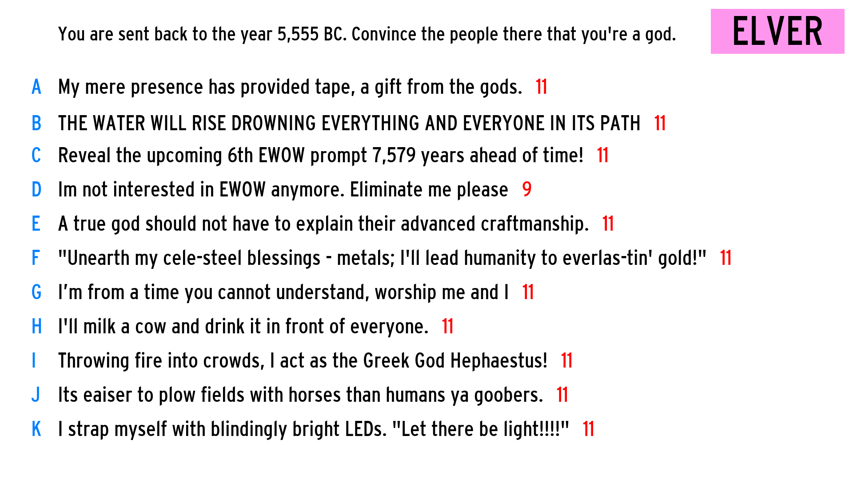 You are sent back to the year 5,555 BC. Convince the people there that you're a god.
ELVER
A My mere presence has provided tape, a gift from the gods. 11
B THE WATER WILL RISE DROWNING EVERYTHING AND EVERYONE IN ITS PATH 11
C Reveal the upcoming 6th EWOW prompt 7,579 years ahead of time! 11
D Im not interested in EWOW anymore. Eliminate me please 9
E A true god should not have to explain their advanced craftmanship. 11
F "Unearth my cele-steel blessings - metals; I'll lead humanity to everlas-tin' gold!" 11
G I’m from a time you cannot understand, worship me and I 11
H I'll milk a cow and drink it in front of everyone. 11
I Throwing fire into crowds, I act as the Greek God Hephaestus! 11
J Its eaiser to plow fields with horses than humans ya goobers. 11
K I strap myself with blindingly bright LEDs. "Let there be light!!!!" 11